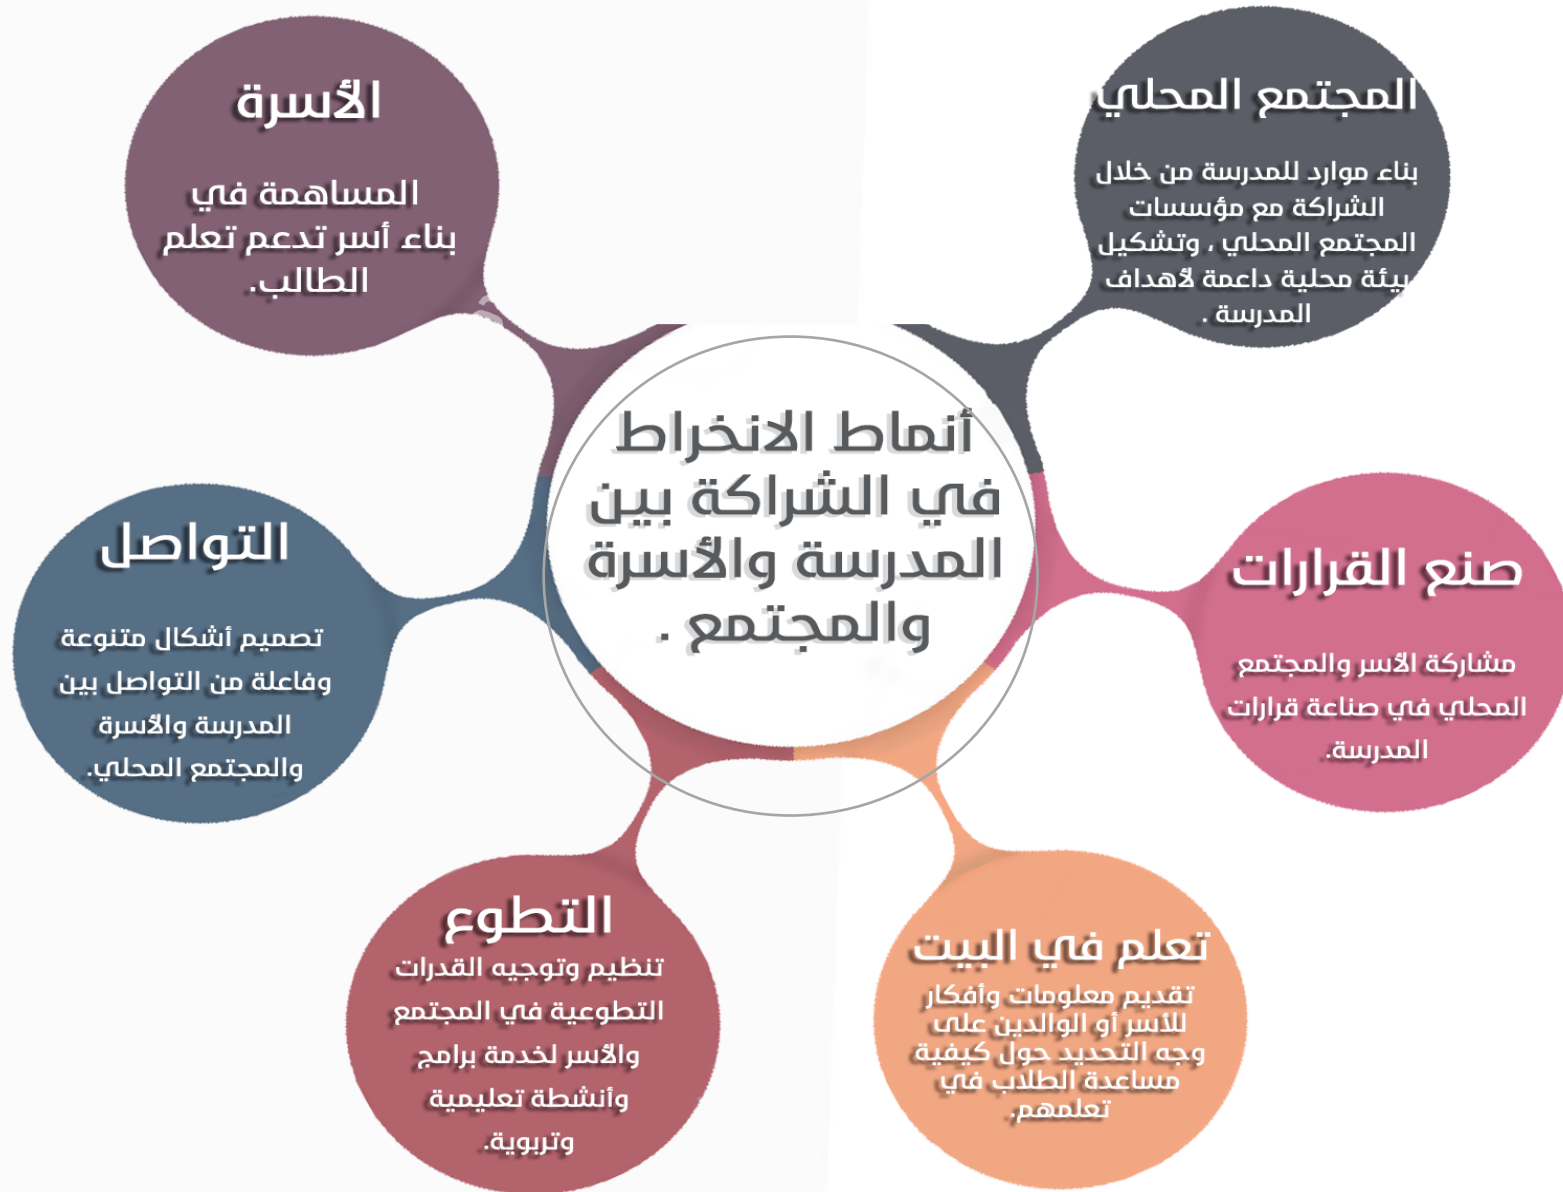 أنماط الانخراط
في الشراكة بين
المدرسة والأسرة
والمجتمع .
المجتمع المحلي
بناء موارد للمدرسة من خلال
الشراكة مع مؤسسات
المجتمع المحلي ، وتشكيل
بيئة محلية داعمة لأهداف
المدرسة .
الأسرة
المساهمة في
بناء أسر تدعم تعلم
الطالب.
صنع القرارات
مشاركة الأسر والمجتمع
المحلي في صناعة قرارات
المدرسة.
التواصل
تصميم أشكال متنوعة
وفاعلة من التواصل بين
المدرسة والأسرة
والمجتمع المحلي.
تعلم في البيت
تقديم معلومات وأفكار
للأسر أو الوالدين على
وجه التحديد حول كيفية
مساعدة الطلاب في
تعلمهم.
التطوع
تنظيم وتوجيه القدرات
التطوعية في المجتمع
والأسر لخدمة برامج
وأنشطة تعليمية
وتربوية.